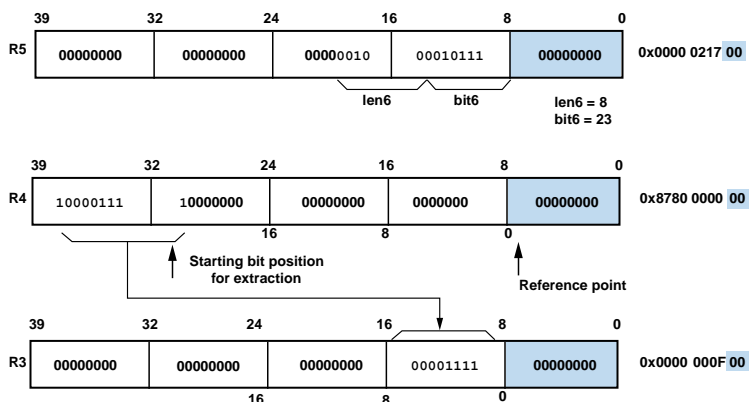 39 32 24 16 8 0
R5 00000000 00000000 00000010 00010111 00000000 0x0000 0217 00
len6 bit6 len6 = 8
bit6 = 23
39 32 24 16 8 0
R4 10000111 10000000 00000000 0000000 00000000 0x8780 0000 00
16 8 0
Starting bit position
for extraction
Reference point
39 32 24 16 8 0
R3 00000000 00000000 00000000 00001111 00000000 0x0000 000F 00
16 8 0